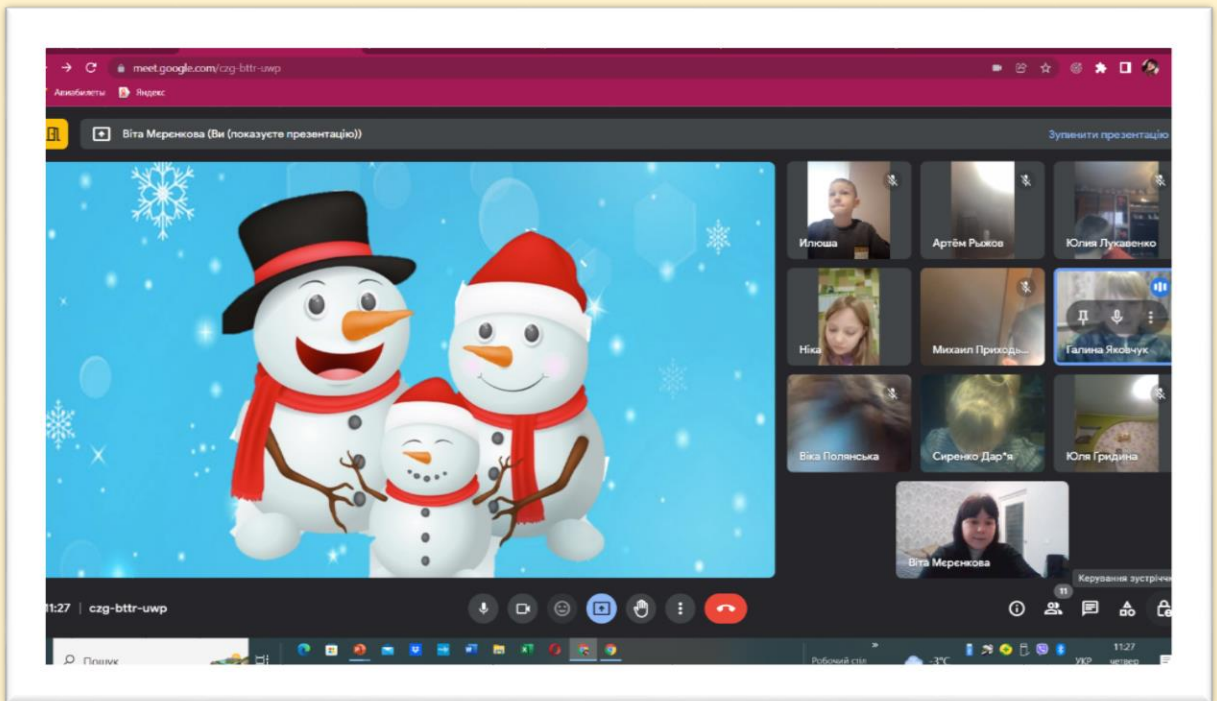 meet.google.com/czg-bttr-uwp
Авиабилеты Яндекс
Віта Мєрєнкова (Ви (показуєте презентацію))
Зупинити презентацію
Илюша
Артём Рыжов
Юлия Лукавенко
Ніка
Михаил Приходь...
Галина Яковчук
Віка Полянська
Сиренко Дар"я
Юля Гридина
Віта Мєрєнкова
Керування зустріччю
11:27 | czg-bttr-uwp
11
Пошук
Робочий стіл
-3°C
УКР
11:27
четвер